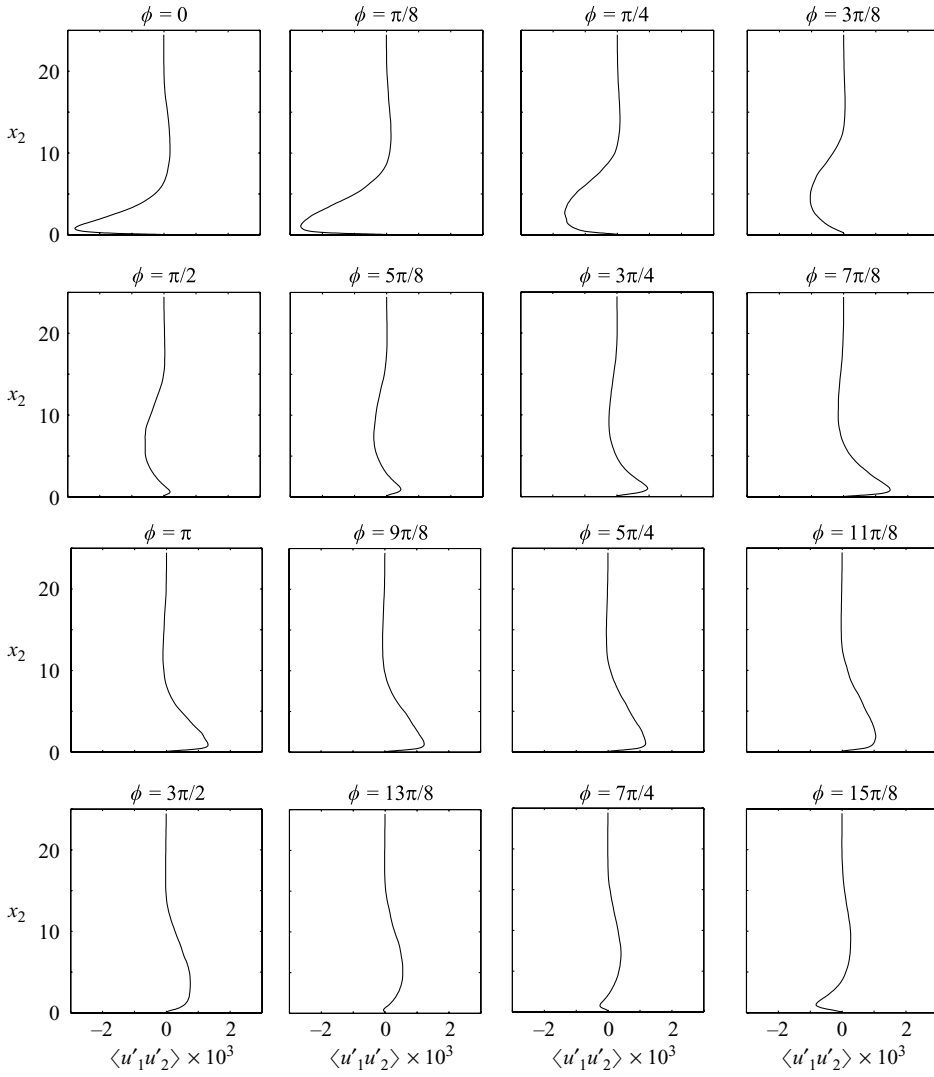 ϕ = 0 ϕ = π/8 ϕ = π/4 ϕ = 3π/8
20
x₂
10
0
ϕ = π/2 ϕ = 5π/8 ϕ = 3π/4 ϕ = 7π/8
20
x₂
10
0
ϕ = π ϕ = 9π/8 ϕ = 5π/4 ϕ = 11π/8
20
x₂
10
0
ϕ = 3π/2 ϕ = 13π/8 ϕ = 7π/4 ϕ = 15π/8
20
x₂
10
0
–2 0 2 –2 0 2 –2 0 2 –2 0 2
⟨u′₁u′₂⟩ × 10³ ⟨u′₁u′₂⟩ × 10³ ⟨u′₁u′₂⟩ × 10³ ⟨u′₁u′₂⟩ × 10³